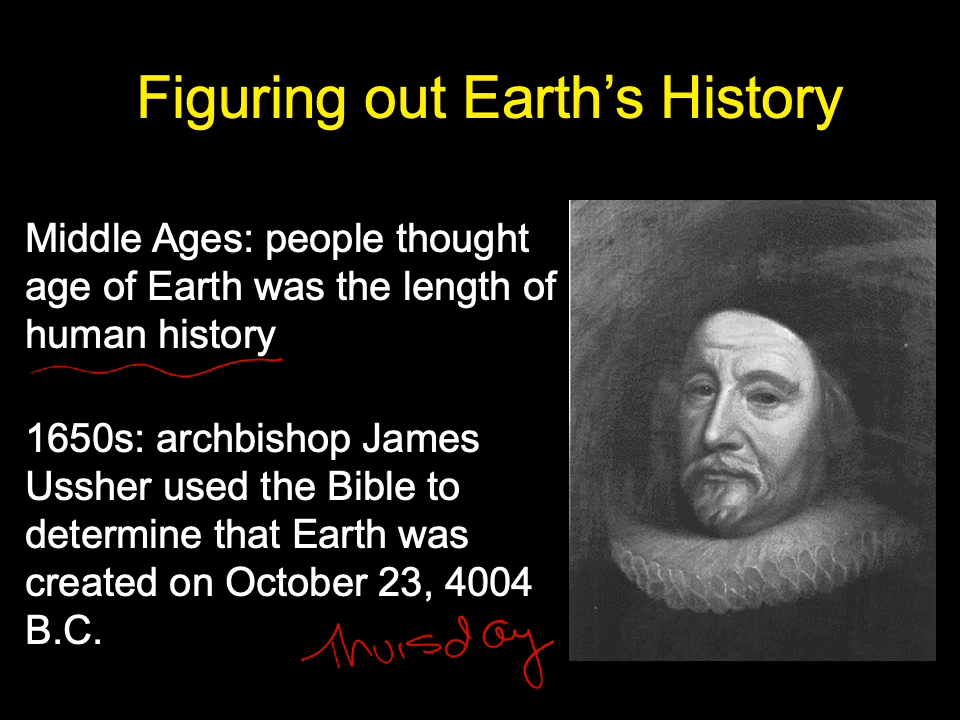 Figuring out Earth’s History
Middle Ages: people thought
age of Earth was the length of
human history
1650s: archbishop James
Ussher used the Bible to
determine that Earth was
created on October 23, 4004
B.C.
Thursday